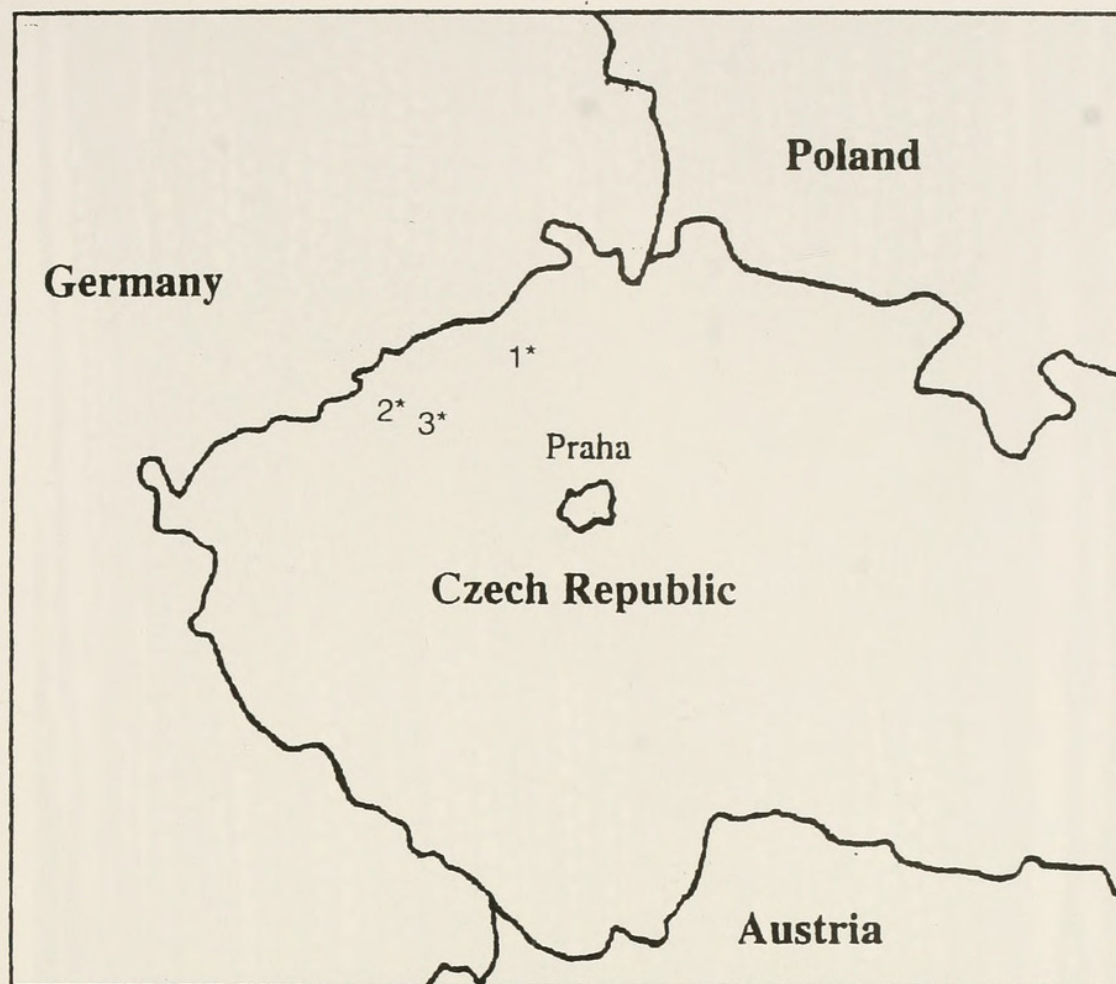 Poland
Germany
1*
2* 3*
Praha
Czech Republic
Austria